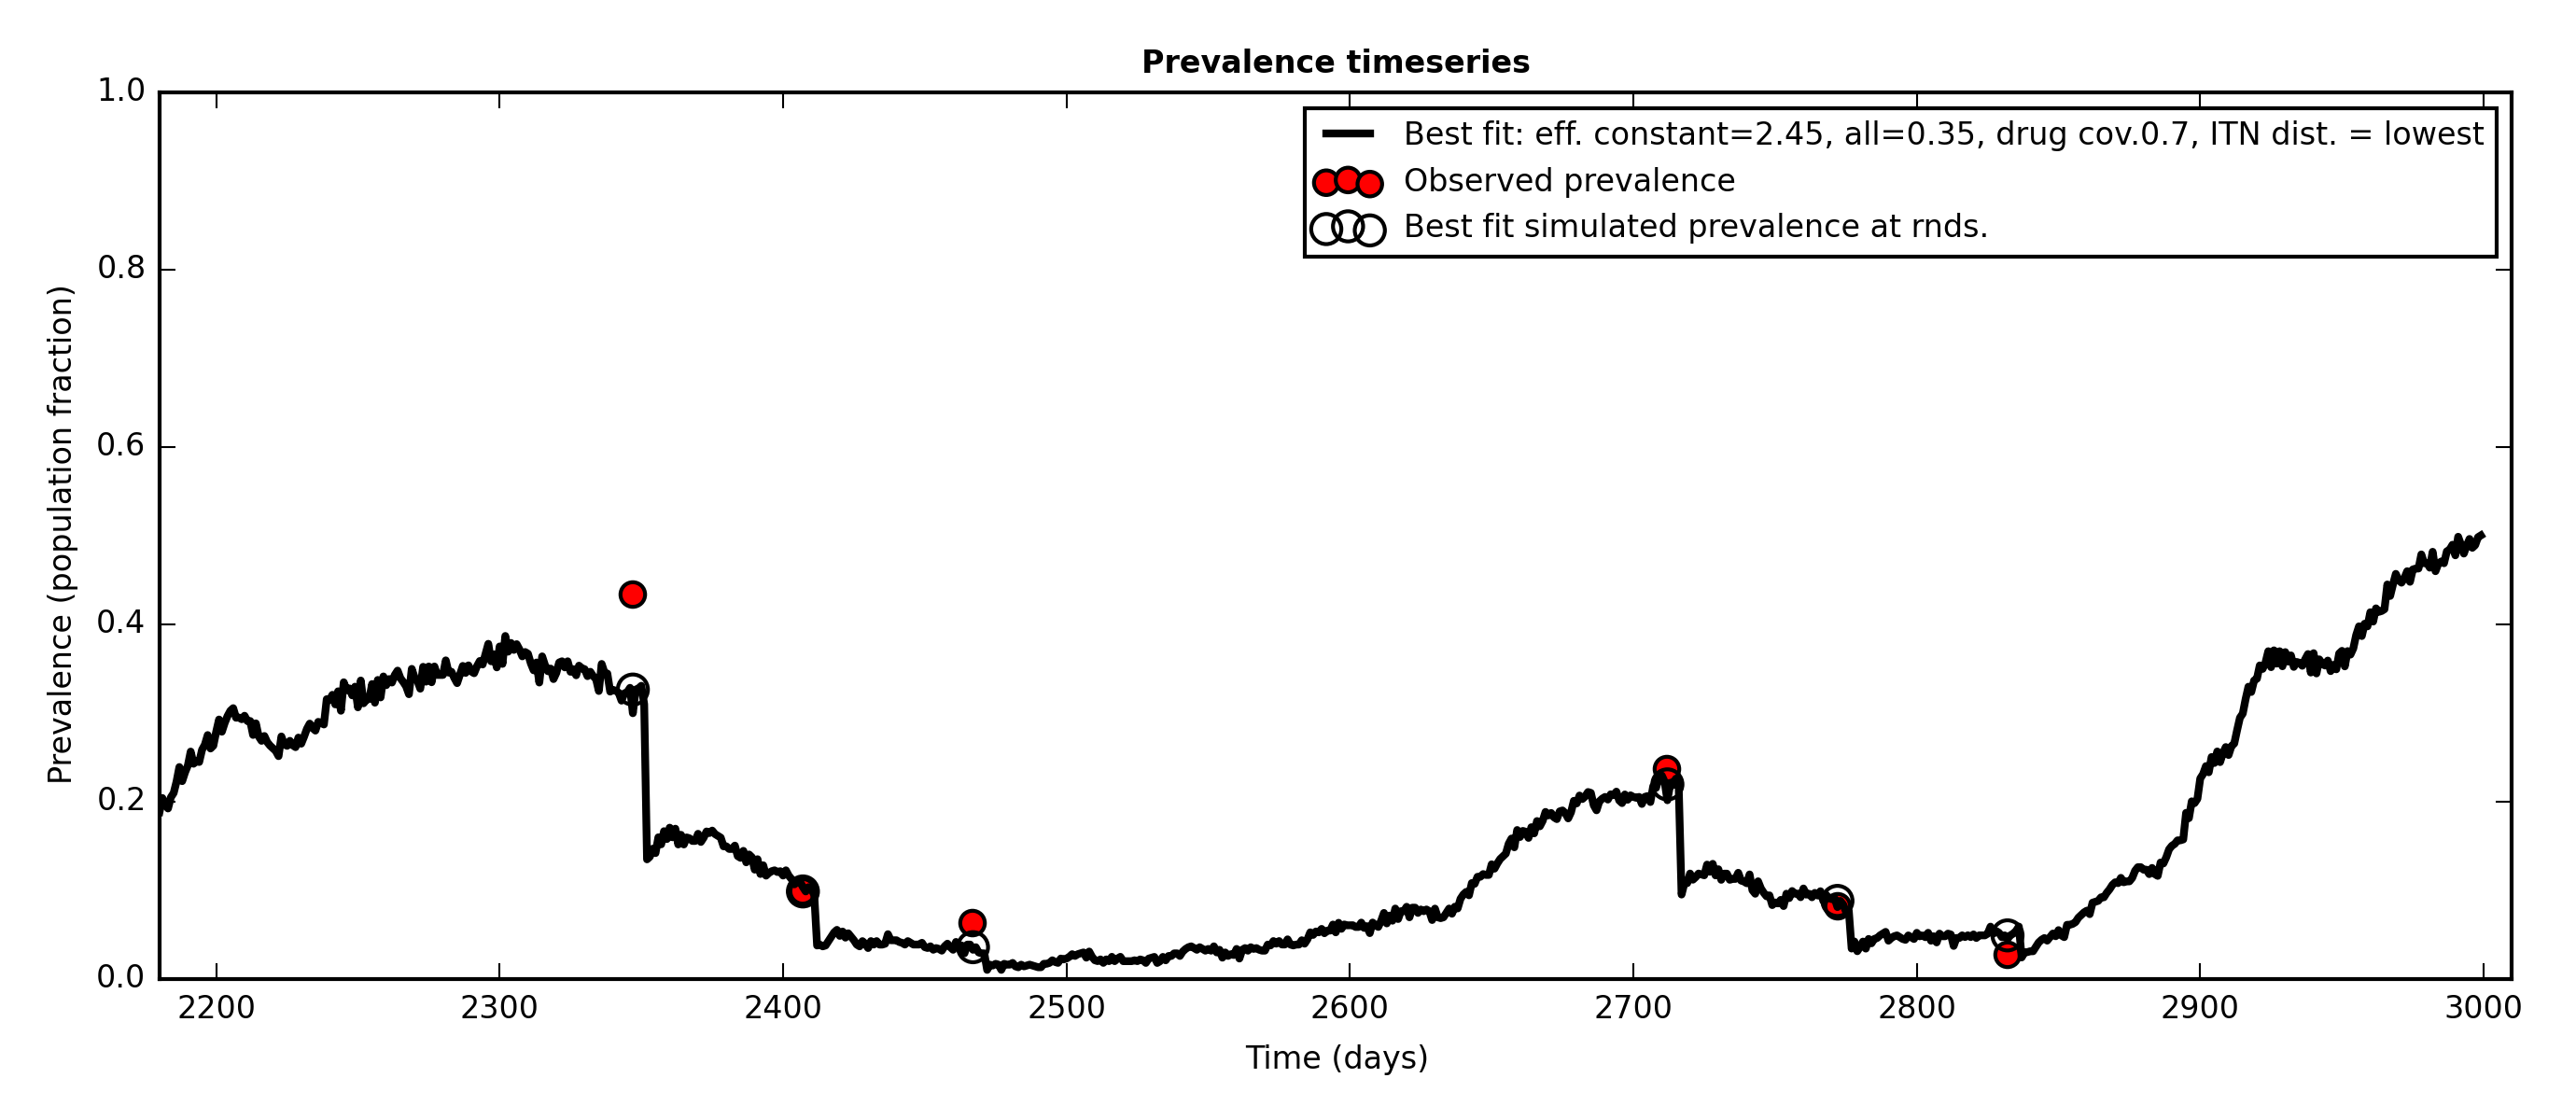 Prevalence timeseries
1.0
0.8
0.6
0.4
0.2
0.0
Prevalence (population fraction)
Best fit: eff. constant=2.45, all=0.35, drug cov.0.7, ITN dist. = lowest
Observed prevalence
Best fit simulated prevalence at rnds.
2200 2300 2400 2500 2600 2700 2800 2900 3000
Time (days)